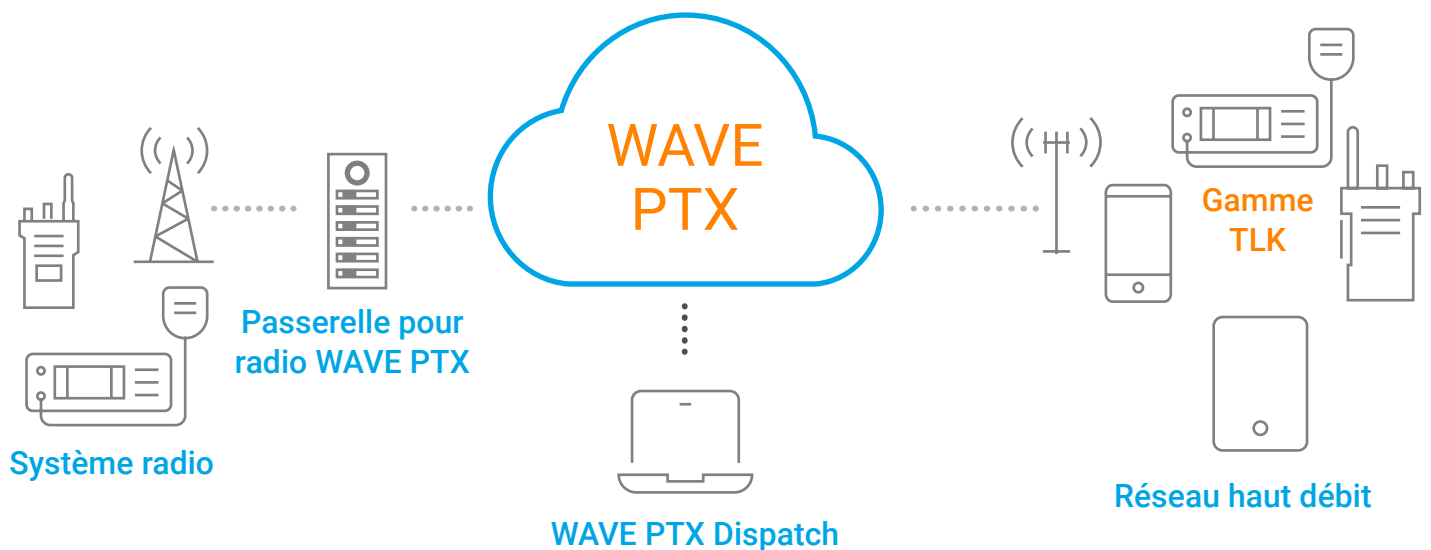 WAVE
PTX
Gamme
TLK
Passerelle pour
radio WAVE PTX
Système radio
Réseau haut débit
WAVE PTX Dispatch